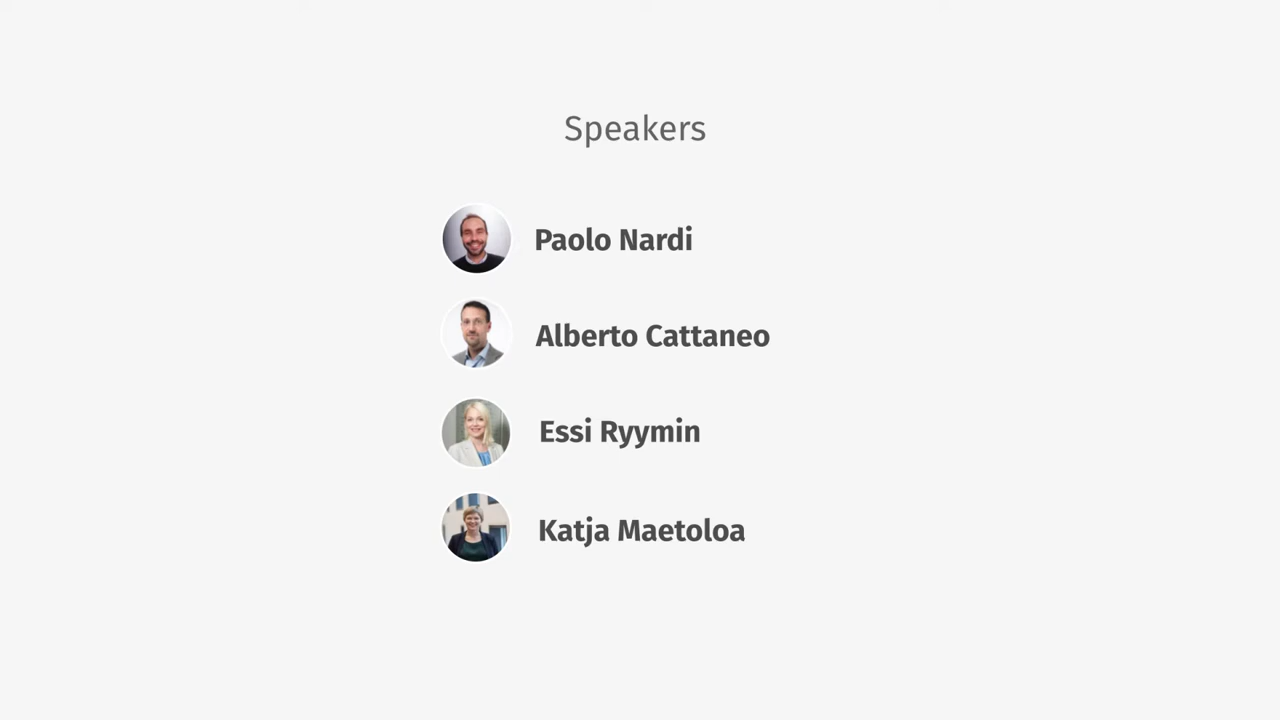 Speakers
Paolo Nardi
Alberto Cattaneo
Essi Ryymin
Katja Maetoloa